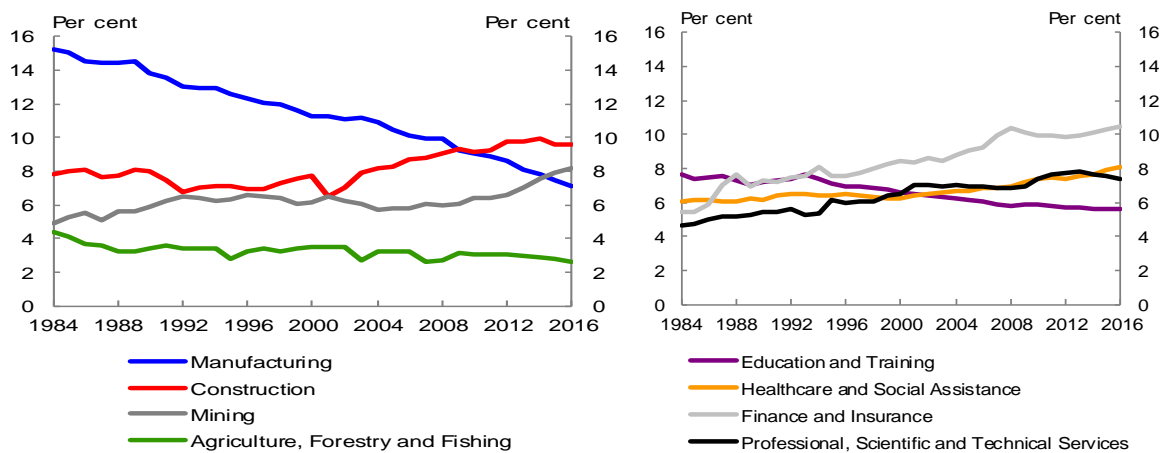 Per cent Per cent
16 16
14 14
12 12
10 10
8 8
6 6
4 4
2 2
0 0
1984 1988 1992 1996 2000 2004 2008 2012 2016
Manufacturing
Construction
Mining
Agriculture, Forestry and Fishing
Per cent Per cent
16 16
14 14
12 12
10 10
8 8
6 6
4 4
2 2
0 0
1984 1988 1992 1996 2000 2004 2008 2012 2016
Education and Training
Healthcare and Social Assistance
Finance and Insurance
Professional, Scientific and Technical Services